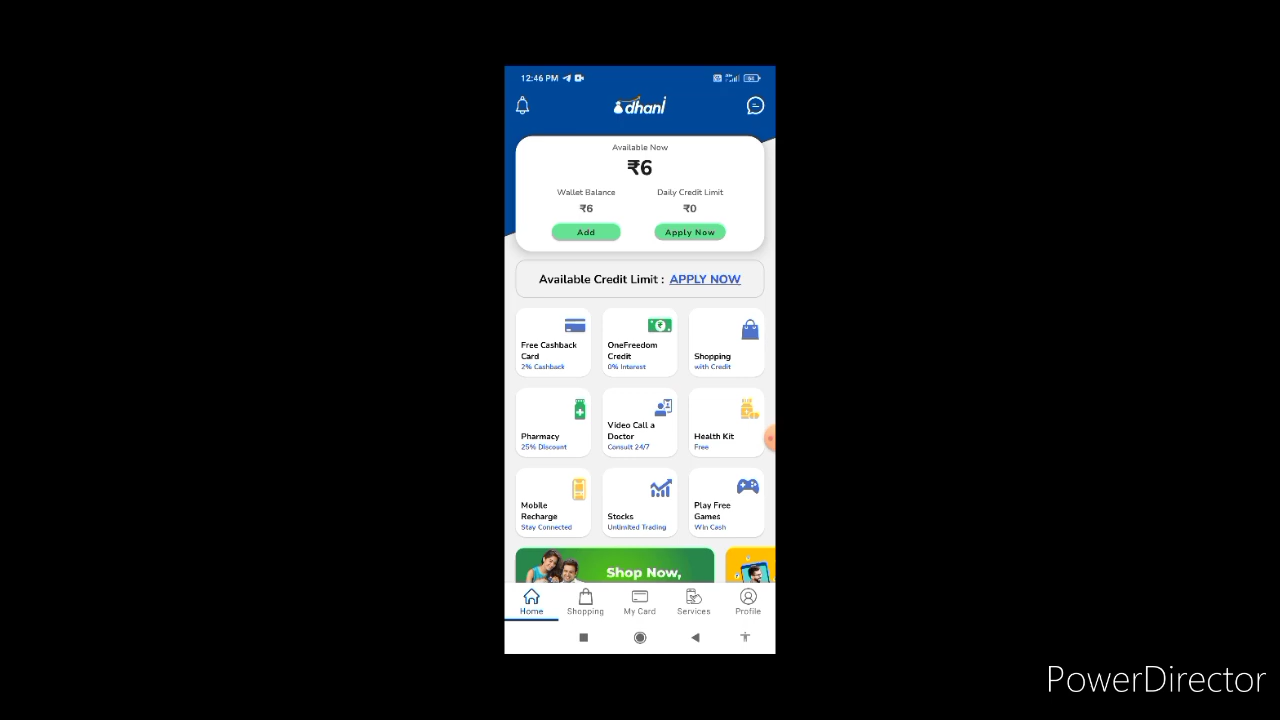 12:46 PM
dhani
Available Now
₹6
Wallet Balance Daily Credit Limit
₹6 ₹0
Add Apply Now
Available Credit Limit : APPLY NOW
Free Cashback
Card
2% Cashback
OneFreedom
Credit
0% Interest
Shopping
with Credit
Pharmacy
25% Discount
Video Call a
Doctor
Consult 24/7
Health Kit
Free
Mobile
Recharge
Stay Connected
Stocks
Unlimited Trading
Play Free
Games
Win Cash
Shop Now,
Home Shopping My Card Services Profile
PowerDirector